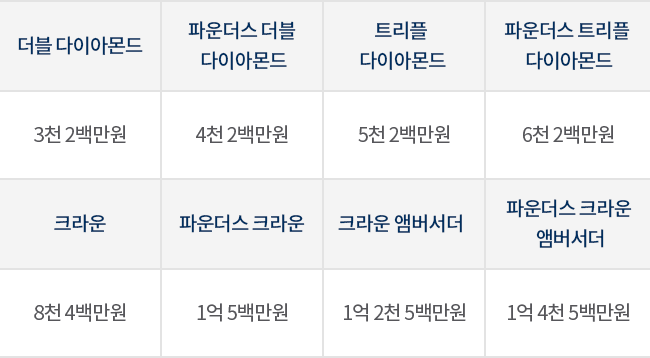 더블 다이아몬드
파운더스 더블
다이아몬드
트리플
다이아몬드
파운더스 트리플
다이아몬드
3천 2백만원
4천 2백만원
5천 2백만원
6천 2백만원
크라운
파운더스 크라운
크라운 앰버서더
파운더스 크라운
앰버서더
8천 4백만원
1억 5백만원
1억 2천 5백만원
1억 4천 5백만원